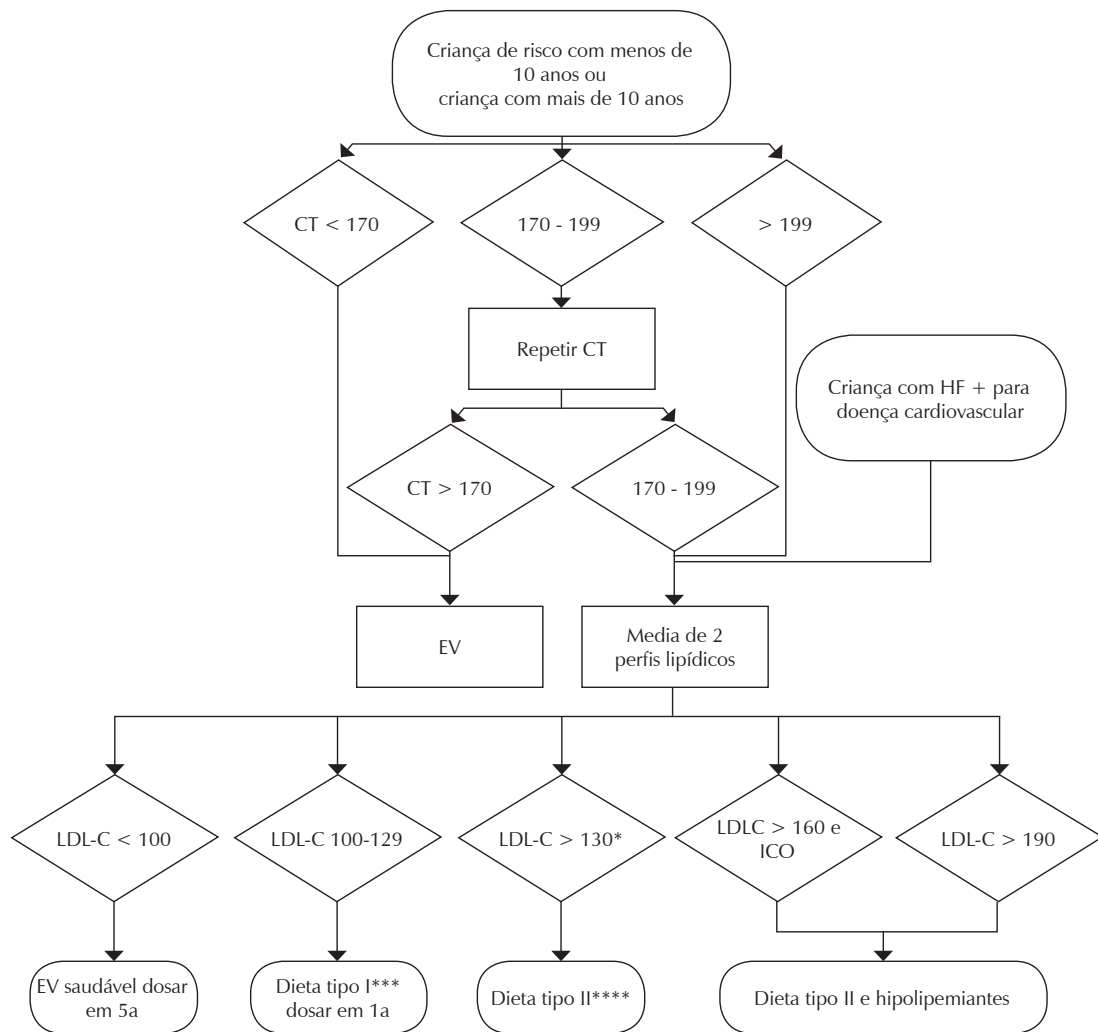 Criança de risco com menos de
10 anos ou
criança com mais de 10 anos
CT < 170
170 - 199
> 199
Repetir CT
Criança com HF + para
doença cardiovascular
CT > 170
170 - 199
EV
Media de 2
perfis lipídicos
LDL-C < 100
LDL-C 100-129
LDL-C > 130*
LDLC > 160 e
ICO
LDL-C > 190
EV saudável dosar
em 5a
Dieta tipo I***
dosar em 1a
Dieta tipo II****
Dieta tipo II e hipolipemiantes